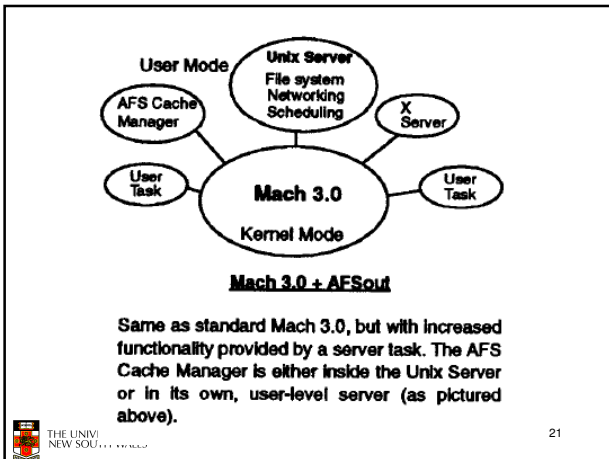 User Mode
Unix Server
File system
Networking
Scheduling
AFS Cache
Manager
X
Server
User
Task
Mach 3.0
Kernel Mode
User
Task
Mach 3.0 + AFSout
Same as standard Mach 3.0, but with increased
functionality provided by a server task. The AFS
Cache Manager is either inside the Unix Server
or in its own, user-level server (as pictured
above).
THE
NEW
21